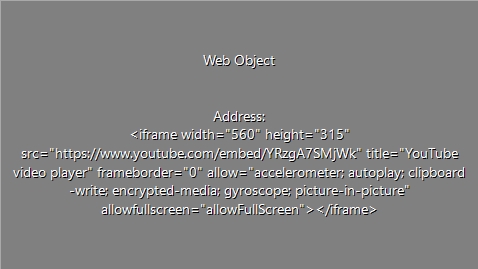 Web Object
Address:
<iframe width="560" height="315"
src="https://www.youtube.com/embed/YRzgA7SMjWk" title="YouTube
video player" frameborder="0" allow="accelerometer; autoplay; clipboard
-write; encrypted-media; gyroscope; picture-in-picture"
allowfullscreen="allowFullScreen"></iframe>